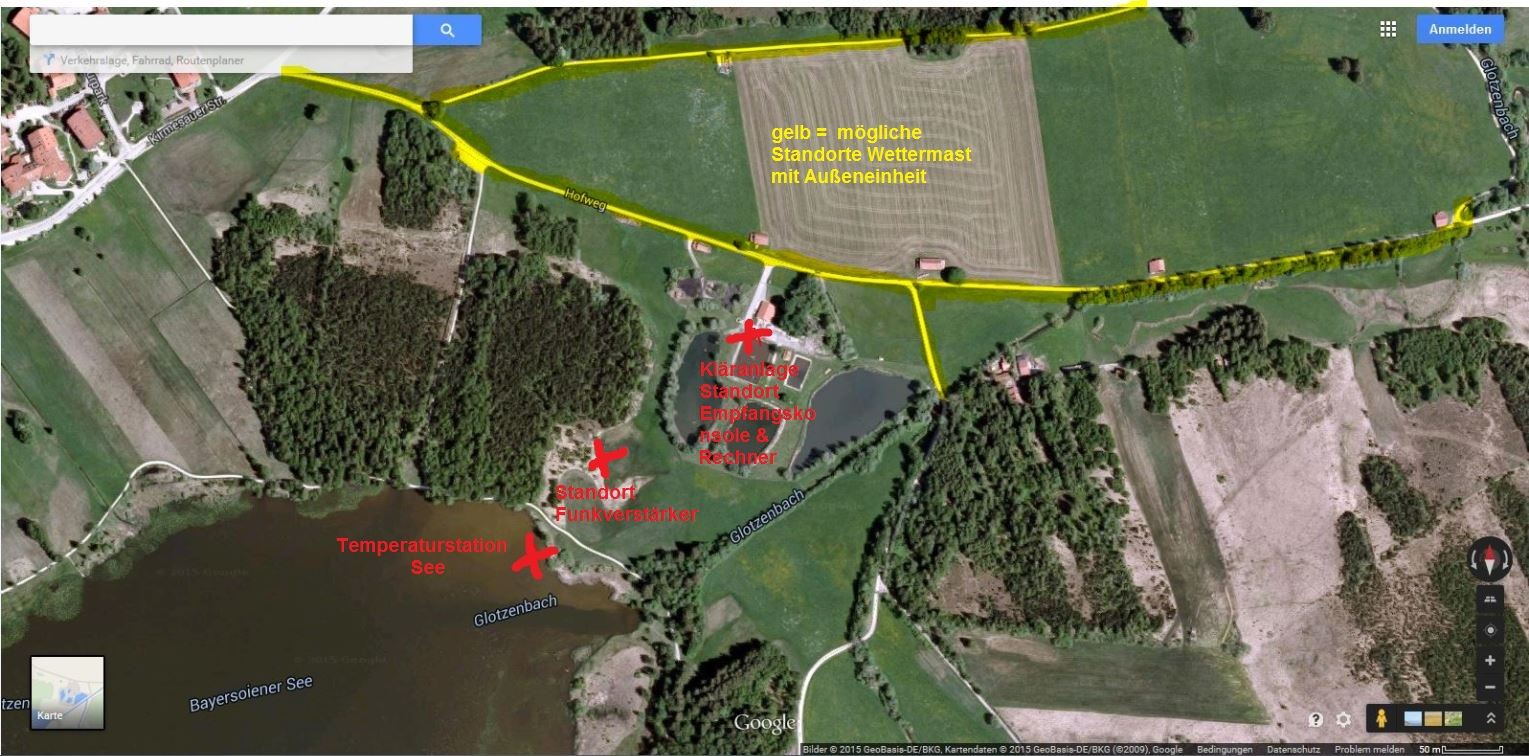 Anmelden
Verkehrslage, Fahrrad, Routenplaner
Kirmesauer Str.
Glotzenbach
gelb = mögliche
Standorte Wettermast
mit Außeneinheit
Hofweg
Kläranlage
Standort
Empfangsko
nsole &
Rechner
Standort
Funkverstärker
Glotzenbach
Temperaturstation
See
Glotzenbach
Bayersoiener See
Karte
Google
Bilder © 2015 GeoBasis-DE/BKG, Kartendaten © 2015 GeoBasis-DE/BKG (©2009), Google Bedingungen Datenschutz Problem melden 50 m